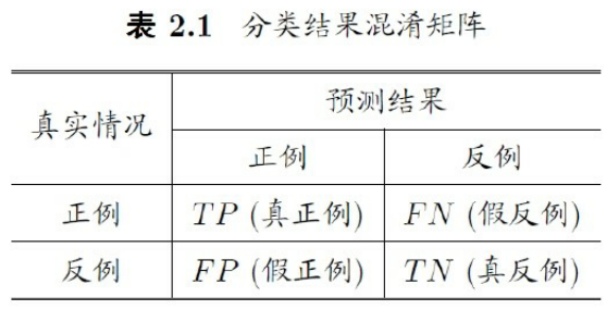 表 2.1 分类结果混淆矩阵
真实情况 预测结果
正例 反例
正例 TP (真正例) FN (假反例)
反例 FP (假正例) TN (真反例)